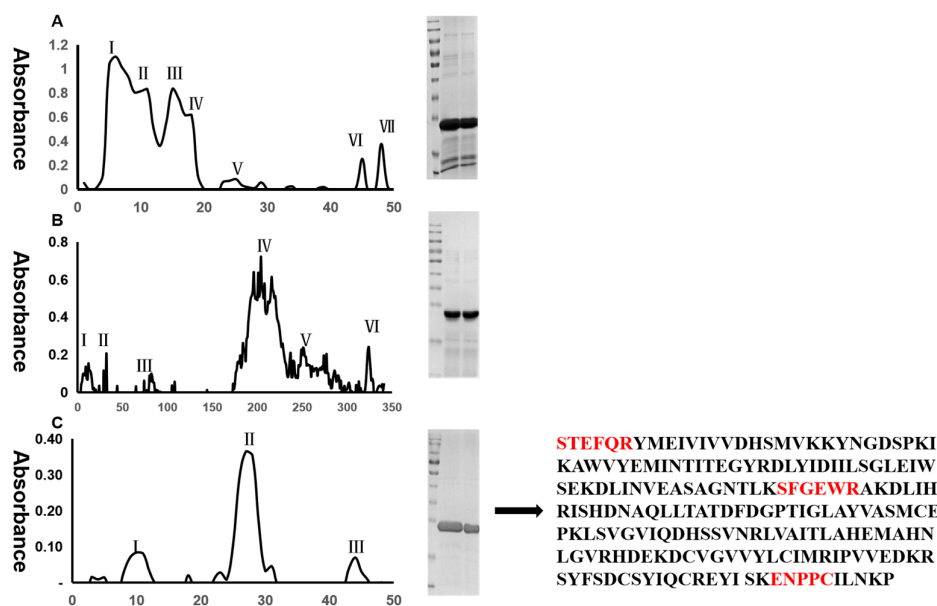 A
Absorbance
1.2
1
0.8
0.6
0.4
0.2
0
I
II
III
IV
V
VI
VII
0 10 20 30 40 50
B
Absorbance
0.8
0.6
0.4
0.2
0
I
II
III
IV
V
VI
0 50 100 150 200 250 300 350
C
Absorbance
0.40
0.30
0.20
0.10
-
I
II
III
0 10 20 30 40 50
STEFQRYMEIVIVVDHSMVKKYNGDSPKI
KAWVYEMINTITEGYRDLYIDIILSGLEIW
SEKDLINVEASAGNTLKSFGEWRAKDLIH
RISHDNAQLLTATDFDGPTIGLAYVASMCE
PKLSVGVIQDHSSVNRLVAITLAHEMAHN
LGVRHDEKDCVGVVYLCIMRIPVVEDKR
SYFSDCSYIQCREYI SKENPPCILNKP